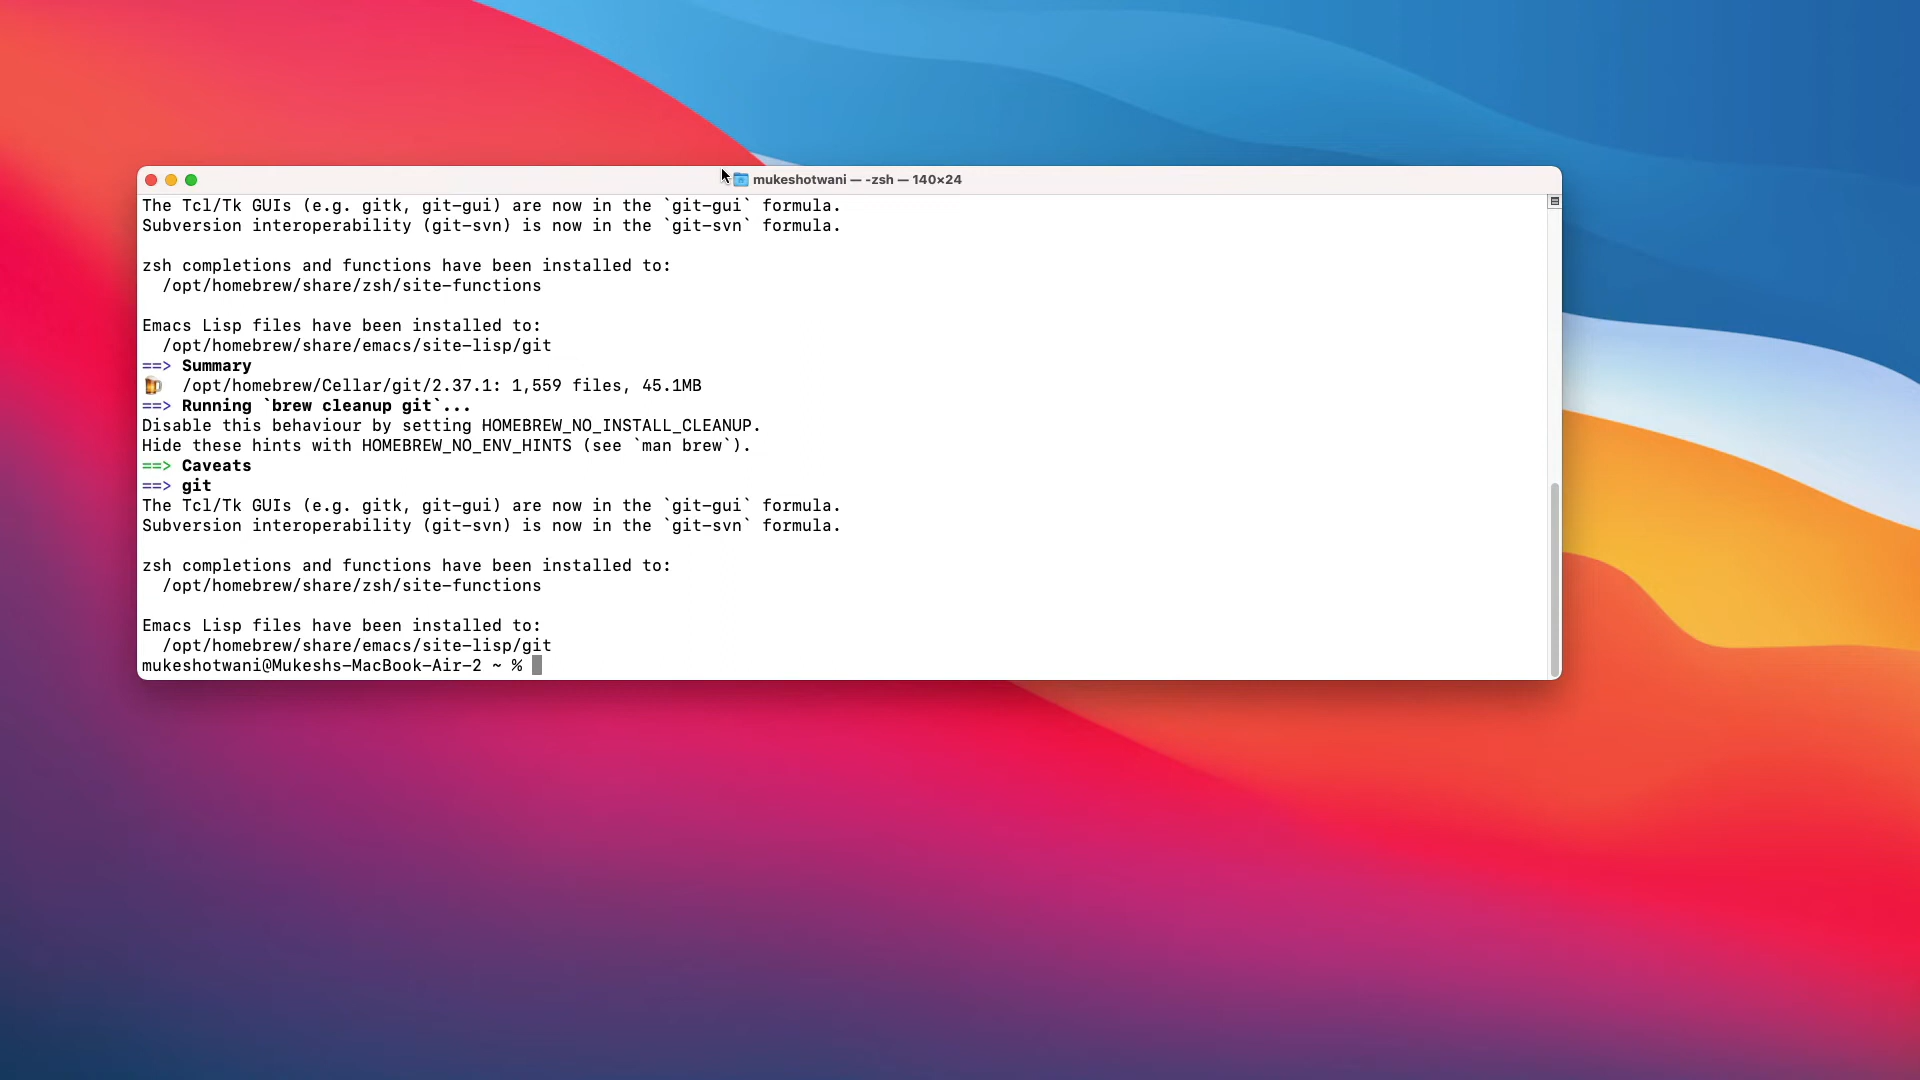 mukeshotwani — -zsh — 140×24
The Tcl/Tk GUIs (e.g. gitk, git-gui) are now in the `git-gui` formula.
Subversion interoperability (git-svn) is now in the `git-svn` formula.
zsh completions and functions have been installed to:
/opt/homebrew/share/zsh/site-functions
Emacs Lisp files have been installed to:
/opt/homebrew/share/emacs/site-lisp/git
==> Summary
🍺 /opt/homebrew/Cellar/git/2.37.1: 1,559 files, 45.1MB
==> Running `brew cleanup git`...
Disable this behaviour by setting HOMEBREW_NO_INSTALL_CLEANUP.
Hide these hints with HOMEBREW_NO_ENV_HINTS (see `man brew`).
==> Caveats
==> git
The Tcl/Tk GUIs (e.g. gitk, git-gui) are now in the `git-gui` formula.
Subversion interoperability (git-svn) is now in the `git-svn` formula.
zsh completions and functions have been installed to:
/opt/homebrew/share/zsh/site-functions
Emacs Lisp files have been installed to:
/opt/homebrew/share/emacs/site-lisp/git
mukeshotwani@Mukeshs-MacBook-Air-2 ~ %